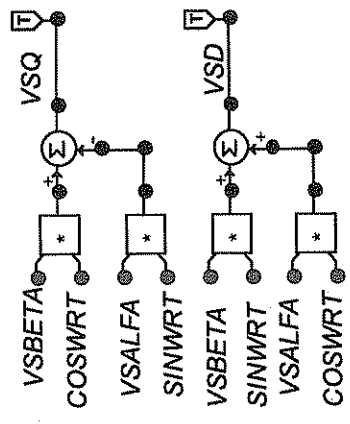 T
VSQ
Σ
+
*
*
VSBETA
COSWRT
VSALFA
SINWRT
T
VSD
Σ
+
+
*
*
VSBETA
SINWRT
VSALFA
COSWRT